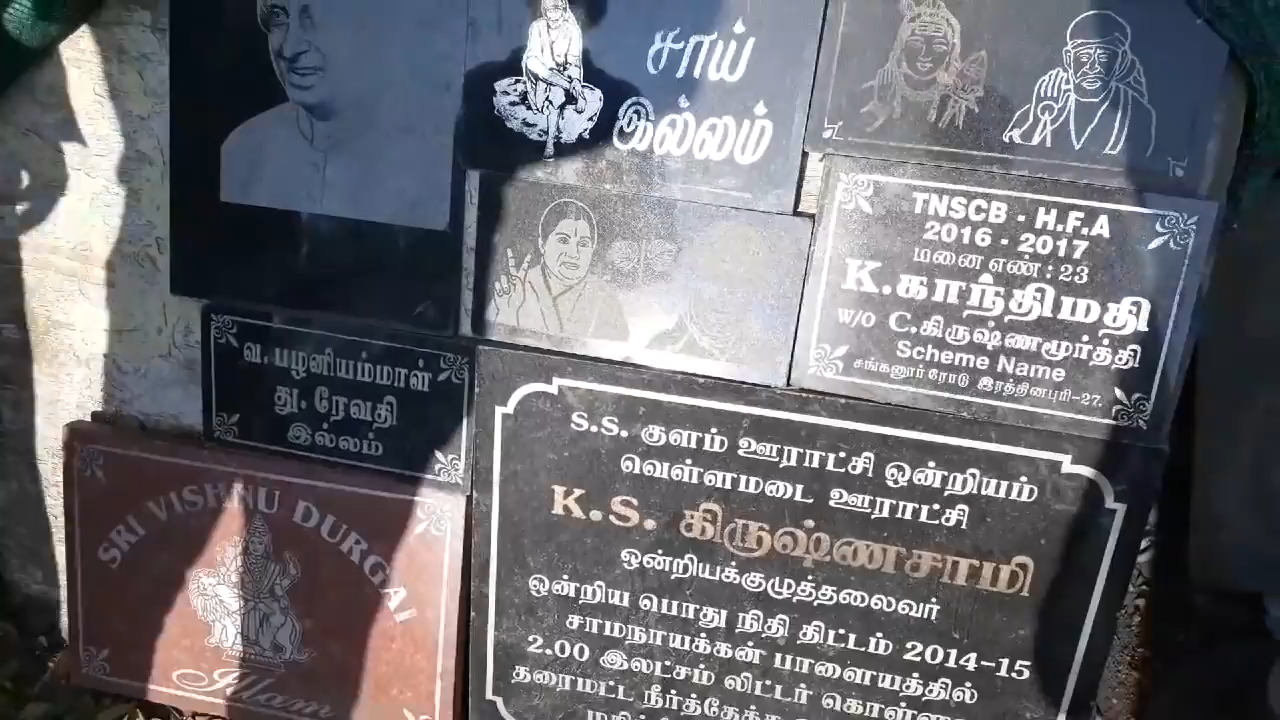 சாய்
இல்லம்
TNSCB - H.F.A
2016 - 2017
மனை எண் : 23
K.காந்திமதி
W/O C.கிருஷ்ணமூர்த்தி
Scheme Name
சங்கனூர் ரோடு இரத்தினபுரி-27.
வ. பழனியம்மாள்
து. ரேவதி
இல்லம்
SRI VISHNU DURGAI
Illam
S.S. குளம் ஊராட்சி ஒன்றியம்
வெள்ளமடை ஊராட்சி
K.S. கிருஷ்ணசாமி
ஒன்றியக்குழுத்தலைவர்
ஒன்றிய பொது நிதி திட்டம் 2014-15
சாமநாயக்கன் பாளையத்தில்
2.00 இலட்சம் லிட்டர்
தரைமட்ட